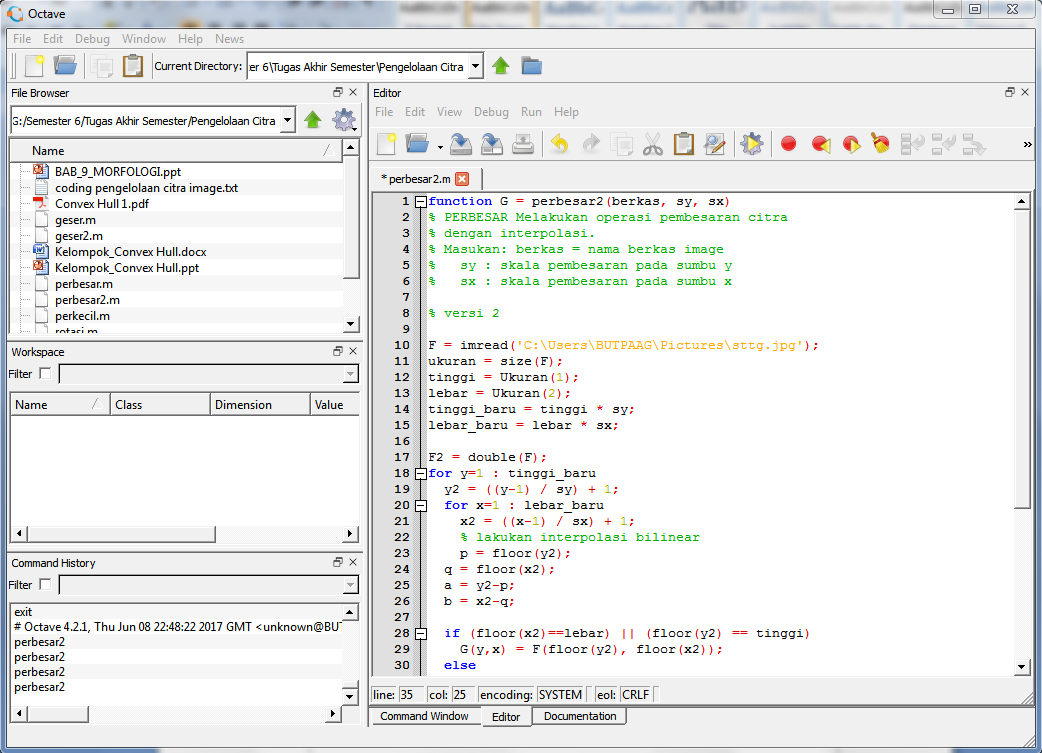 Octave
File Edit Debug Window Help News
Current Directory: er 6\Tugas Akhir Semester\Pengelolaan Citra
File Browser
G:/Semester 6/Tugas Akhir Semester/Pengelolaan Citra
Name
BAB_9_MORFOLOGI.ppt
coding pengelolaan citra image.txt
Convex Hull 1.pdf
geser.m
geser2.m
Kelompok_Convex Hull.docx
Kelompok_Convex Hull.ppt
perbesar.m
perbesar2.m
perkecil.m
rotasi.m
Workspace
Filter
Name Class Dimension Value
Command History
Filter
exit
# Octave 4.2.1, Thu Jun 08 22:48:22 2017 GMT <unknown@BUT
perbesar2
perbesar2
perbesar2
perbesar2
Editor
File Edit View Debug Run Help
»
* perbesar2.m
1 function G = perbesar2(berkas, sy, sx)
2 % PERBESAR Melakukan operasi pembesaran citra
3 % dengan interpolasi.
4 % Masukan: berkas = nama berkas image
5 % sy : skala pembesaran pada sumbu y
6 % sx : skala pembesaran pada sumbu x
7
8 % versi 2
9
10 F = imread('C:\Users\BUTPAAG\Pictures\sttg.jpg');
11 ukuran = size(F);
12 tinggi = Ukuran(1);
13 lebar = Ukuran(2);
14 tinggi_baru = tinggi * sy;
15 lebar_baru = lebar * sx;
16
17 F2 = double(F);
18 for y=1 : tinggi_baru
19 y2 = ((y-1) / sy) + 1;
20 for x=1 : lebar_baru
21 x2 = ((x-1) / sx) + 1;
22 % lakukan interpolasi bilinear
23 p = floor(y2);
24 q = floor(x2);
25 a = y2-p;
26 b = x2-q;
27
28 if (floor(x2)==lebar) || (floor(y2) == tinggi)
29 G(y,x) = F(floor(y2), floor(x2));
30 else
line: 35 col: 25 encoding: SYSTEM eol: CRLF
Command Window Editor Documentation